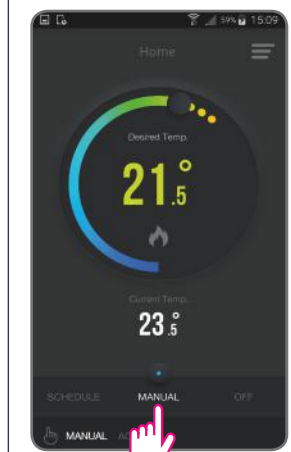 59% 15:09
Home
Desired Temp.
21.5°
Current Temp.
23.5°
SCHEDULE MANUAL OFF
MANUAL